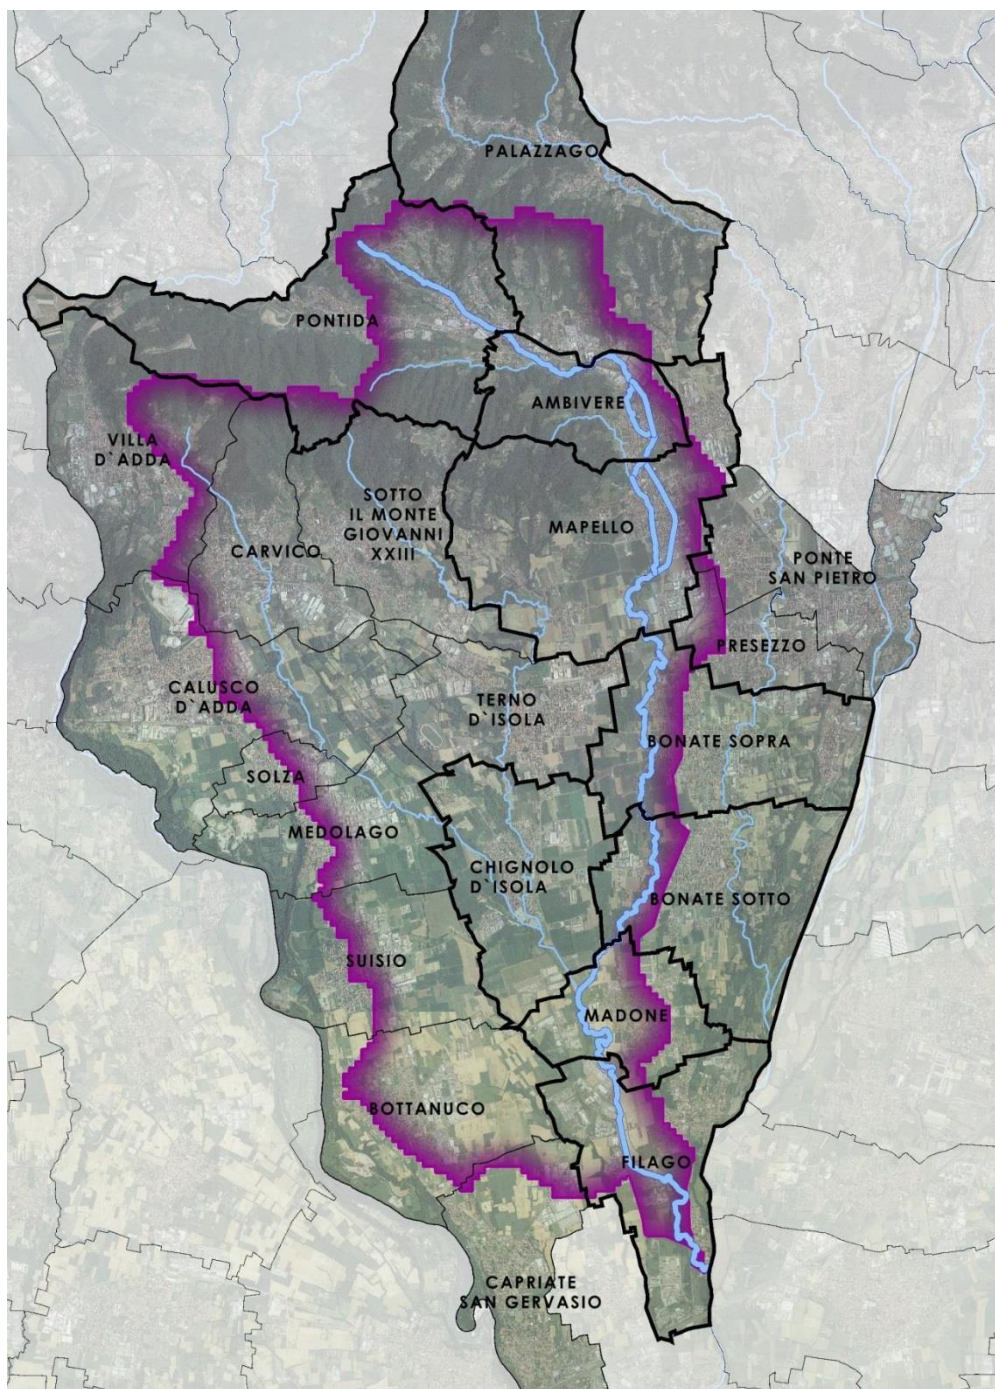 PALAZZAGO
PONTIDA
AMBIVERE
VILLA
D`ADDA
SOTTO
IL MONTE
GIOVANNI
XXIII
MAPELLO
CARVICO
PONTE
SAN PIETRO
PRESEZZO
CALUSCO
D`ADDA
TERNO
D`ISOLA
BONATE SOPRA
SOLZA
MEDOLAGO
CHIGNOLO
D`ISOLA
BONATE SOTTO
SUISIO
MADONE
BOTTANUCO
FILAGO
CAPRIATE
SAN GERVASIO